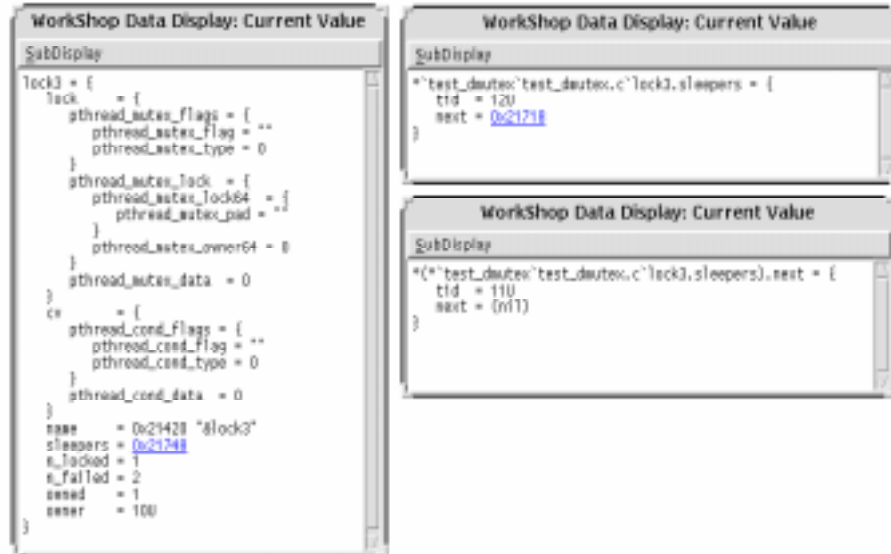 WorkShop Data Display: Current Value
SubDisplay
lock3 = {
lock = {
pthread_mutex_flags = {
pthread_mutex_flag = ""
pthread_mutex_type = 0
}
pthread_mutex_lock = {
pthread_mutex_lock64 = {
pthread_mutex_pad = ""
}
pthread_mutex_owner64 = 0
}
pthread_mutex_data = 0
}
cv = {
pthread_cond_flags = {
pthread_cond_flag = ""
pthread_cond_type = 0
}
pthread_cond_data = 0
}
name = 0x21420 "&lock3"
sleepers = 0x21748
n_locked = 1
n_failed = 2
owned = 1
owner = 10U
}
WorkShop Data Display: Current Value
SubDisplay
*`test_dmutex`test_dmutex.c`lock3.sleepers = {
tid = 12U
next = 0x21718
}
WorkShop Data Display: Current Value
SubDisplay
*(*`test_dmutex`test_dmutex.c`lock3.sleepers).next = {
tid = 11U
next = (nil)
}